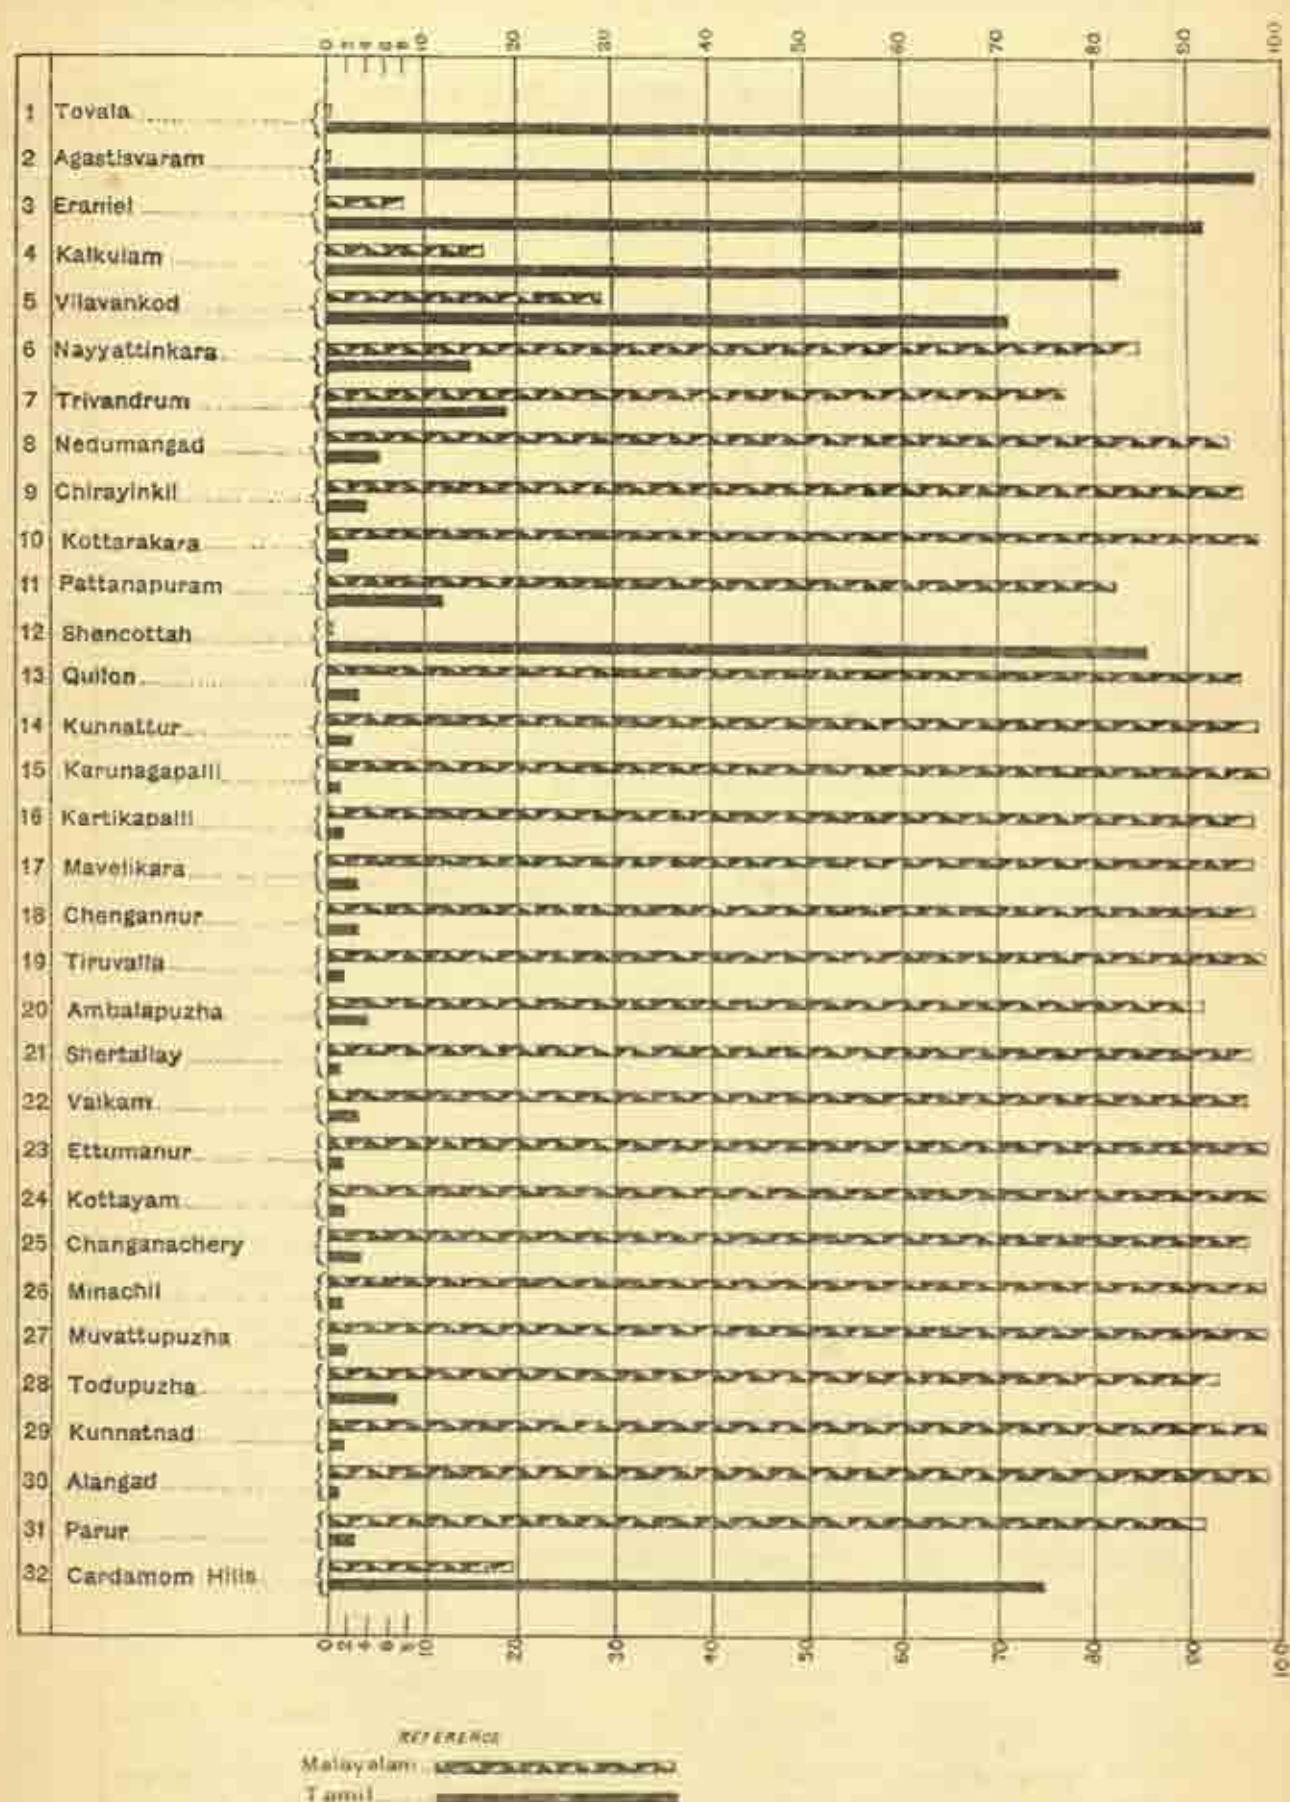 0 2 4 6 8 10 20 30 40 50 60 70 80 90 100
1 Tovala
2 Agastisvaram
3 Eraniel
4 Kalkulam
5 Vilavankod
6 Nayyattinkara
7 Trivandrum
8 Nedumangad
9 Chirayinkil
10 Kottarakara
11 Pattanapuram
12 Shencottah
13 Quilon
14 Kunnattur
15 Karunagapalli
16 Kartikapalli
17 Mavelikara
18 Chengannur
19 Tiruvalla
20 Ambalapuzha
21 Shertallay
22 Vaikam
23 Ettumanur
24 Kottayam
25 Changanachery
26 Minachil
27 Muvattupuzha
28 Todupuzha
29 Kunnatnad
30 Alangad
31 Parur
32 Cardamom Hills
0 2 4 6 8 10 20 30 40 50 60 70 80 90 100
REFERENCE
Malayalam
Tamil